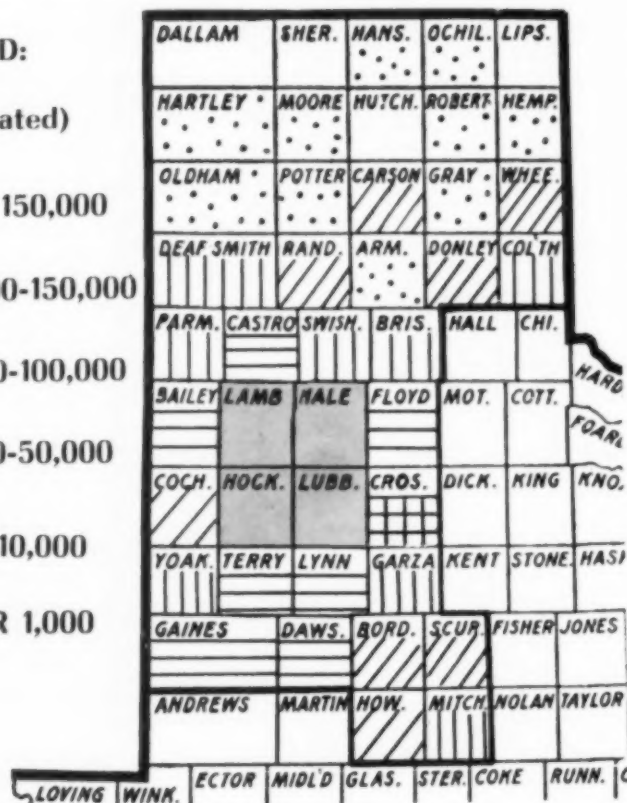 D:
ated)
150,000
0-150,000
0-100,000
0-50,000
10,000
R 1,000
DALLAM SHER. HANS. OCHIL. LIPS.
HARTLEY MOORE HUTCH. ROBERT. HEMP.
OLDHAM POTTER CARSON GRAY WHEE.
DEAF SMITH RAND. ARM. DONLEY COL'TH
PARM. CASTRO SWISH. BRIS. HALL CHI.
HARD
BAILEY LAMB HALE FLOYD MOT. COTT.
FOARD
COCH. HOCK. LUBB. CROS. DICK. KING KNO.
YOAK. TERRY LYNN GARZA KENT STONE. HASK
GAINES DAWS. BORD. SCUR. FISHER JONES
ANDREWS MARTIN HOW. MITCH. NOLAN TAYLOR
LOVING WINK. ECTOR MIDL'D GLAS. STER. COKE RUNN. C